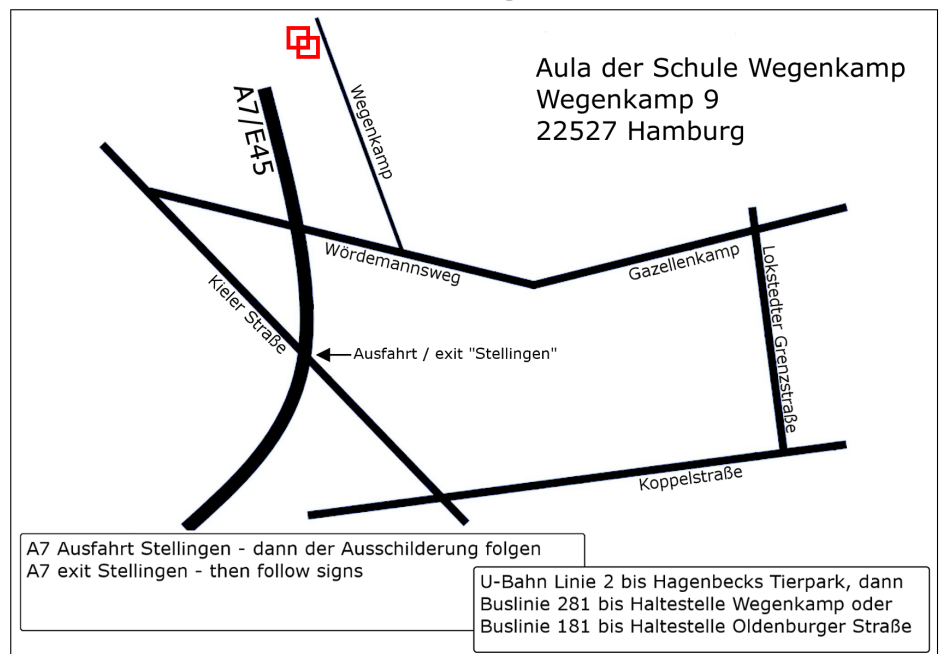 Aula der Schule Wegenkamp
Wegenkamp 9
22527 Hamburg
A7/E45
Wegenkamp
Wördemannsweg
Gazellenkamp
Lokstedter Grenzstraße
Kieler Straße
Ausfahrt / exit "Stellingen"
Koppelstraße
A7 Ausfahrt Stellingen - dann der Ausschilderung folgen
A7 exit Stellingen - then follow signs
U-Bahn Linie 2 bis Hagenbecks Tierpark, dann
Buslinie 281 bis Haltestelle Wegenkamp oder
Buslinie 181 bis Haltestelle Oldenburger Straße